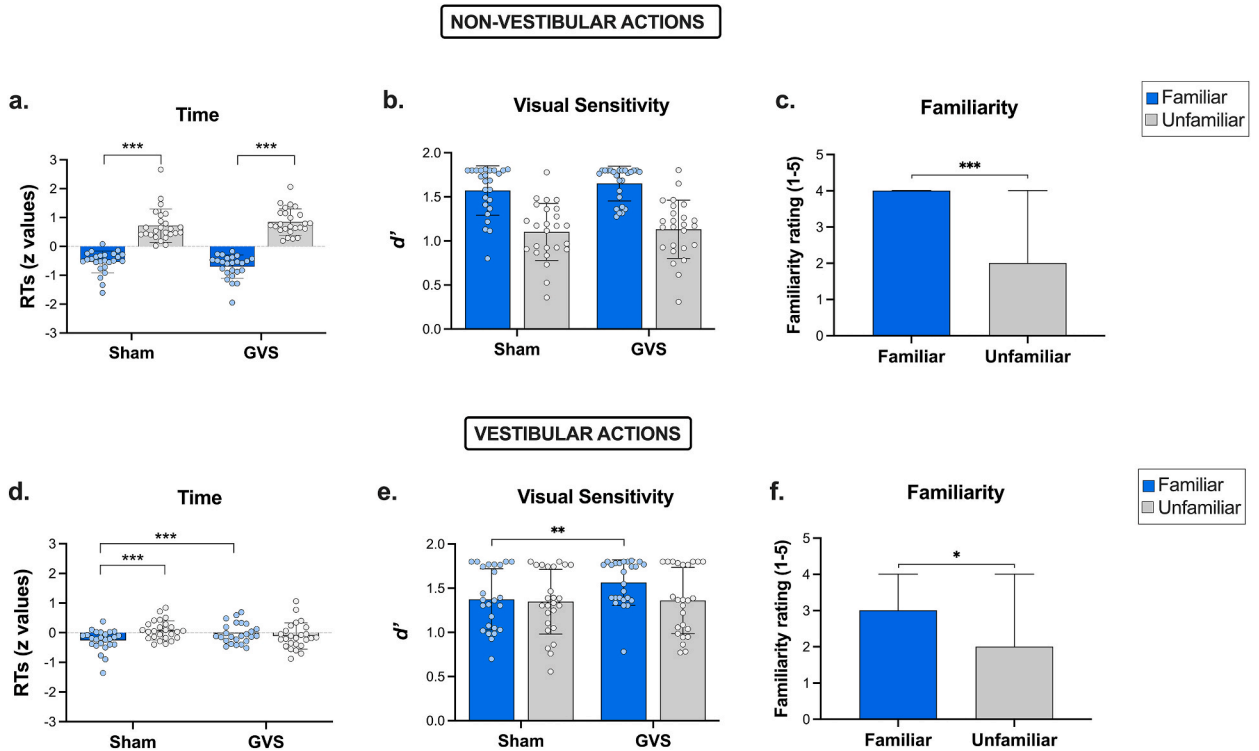 NON-VESTIBULAR ACTIONS
a.
Time
***
***
RTs (z values)
3
2
1
0
-1
-2
-3
Sham
GVS
b.
Visual Sensitivity
d'
2.0
1.5
1.0
0.5
0.0
Sham
GVS
c.
Familiarity
***
Familiarity rating (1-5)
5
4
3
2
1
0
Familiar
Unfamiliar
Familiar
Unfamiliar
VESTIBULAR ACTIONS
d.
Time
***
***
RTs (z values)
3
2
1
0
-1
-2
-3
Sham
GVS
e.
Visual Sensitivity
**
d'
2.0
1.5
1.0
0.5
0.0
Sham
GVS
f.
Familiarity
*
Familiarity rating (1-5)
5
4
3
2
1
0
Familiar
Unfamiliar
Familiar
Unfamiliar